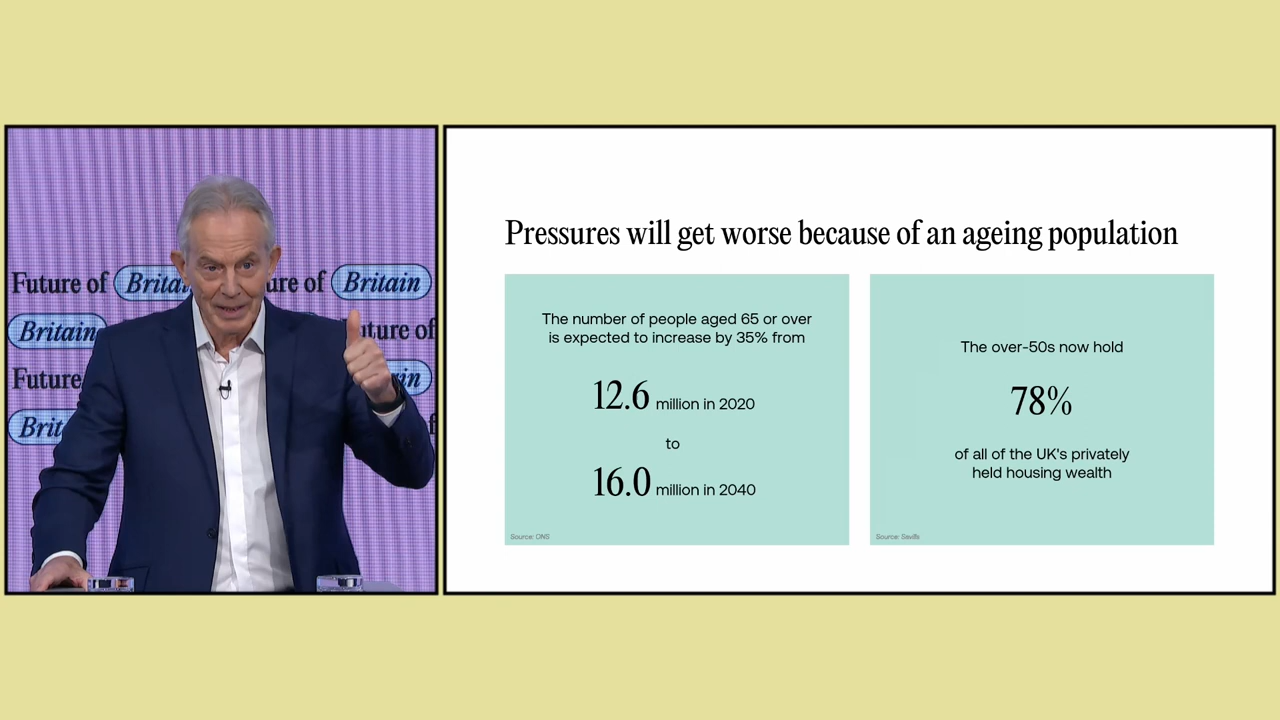 Future of Britain
Britain
Future
Brit
Pressures will get worse because of an ageing population
The number of people aged 65 or over
is expected to increase by 35% from
12.6 million in 2020
to
16.0 million in 2040
Source: ONS
The over-50s now hold
78%
of all of the UK's privately
held housing wealth
Source: Savills